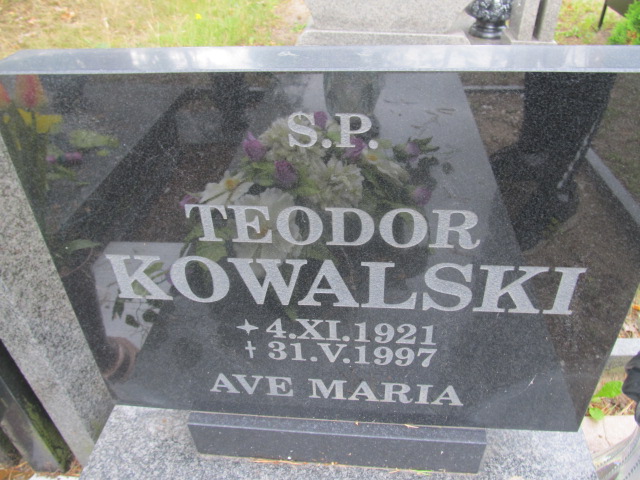 S.P.
TEODOR
KOWALSKI
4.XI.1921
†31.V.1997
AVE MARIA